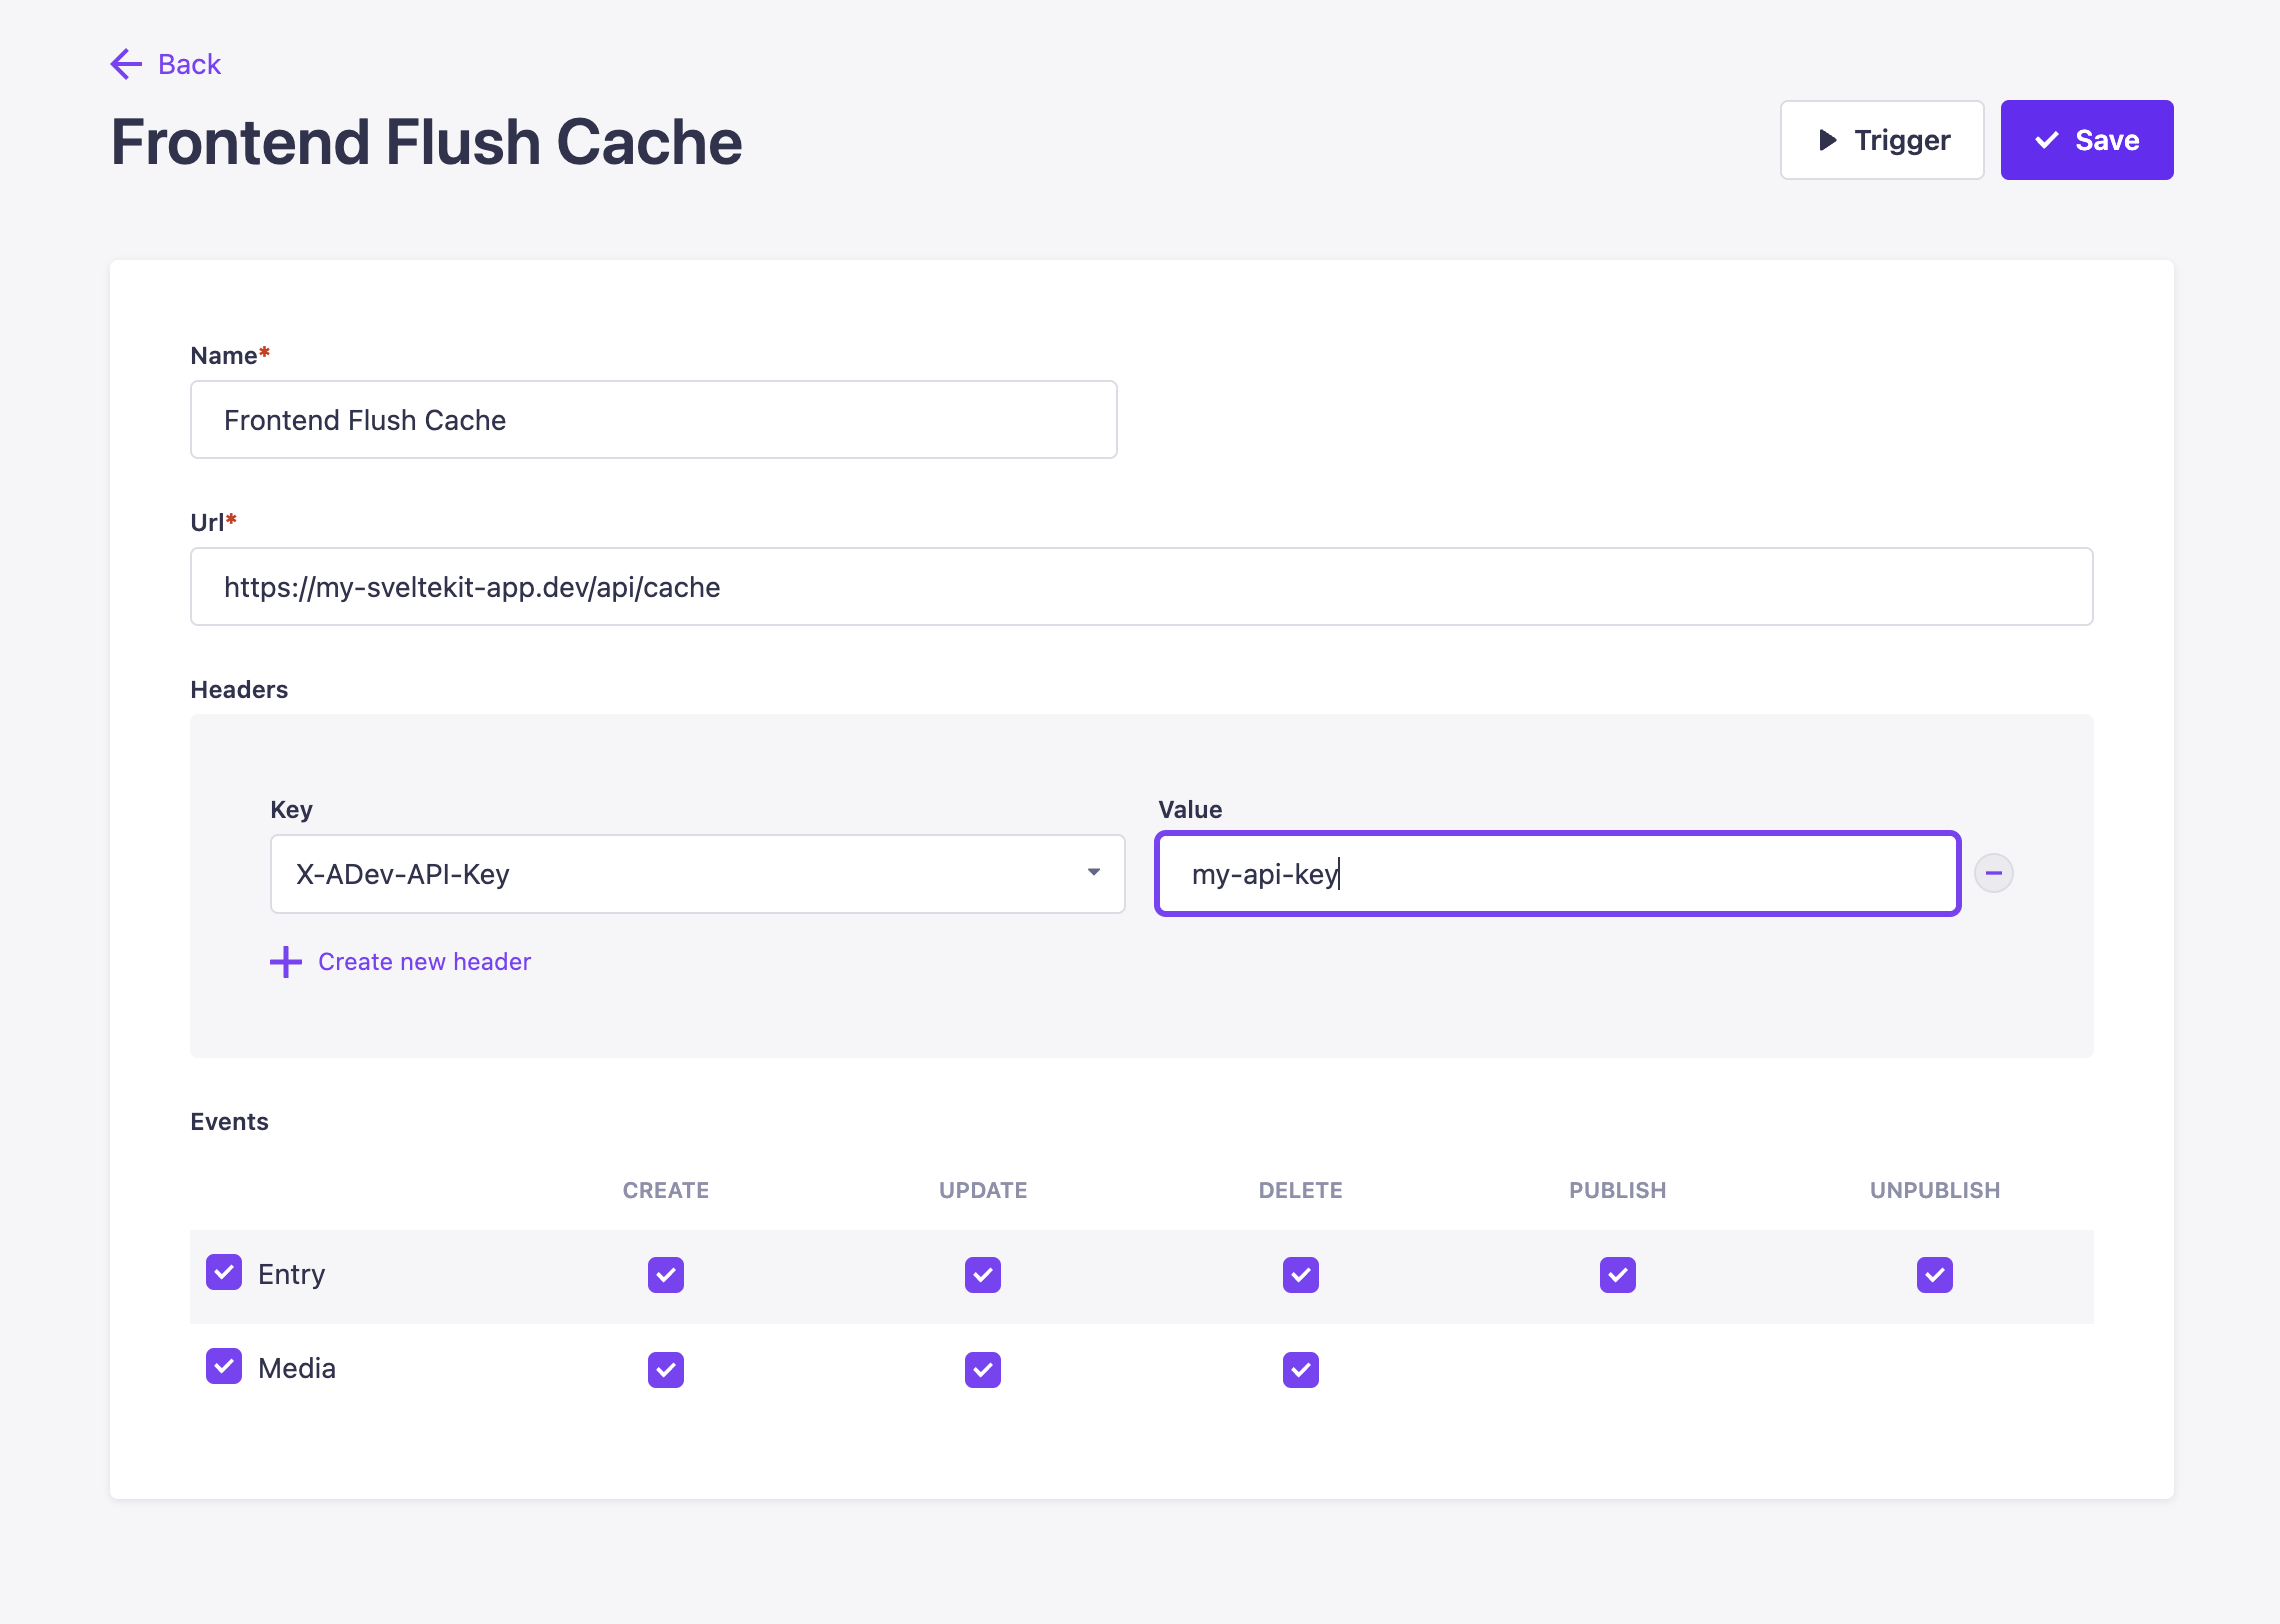 Back
Frontend Flush Cache
Trigger
Save
Name*
Frontend Flush Cache
Url*
https://my-sveltekit-app.dev/api/cache
Headers
Key Value
X-ADev-API-Key my-api-key
Create new header
Events
CREATE UPDATE DELETE PUBLISH UNPUBLISH
Entry
Media